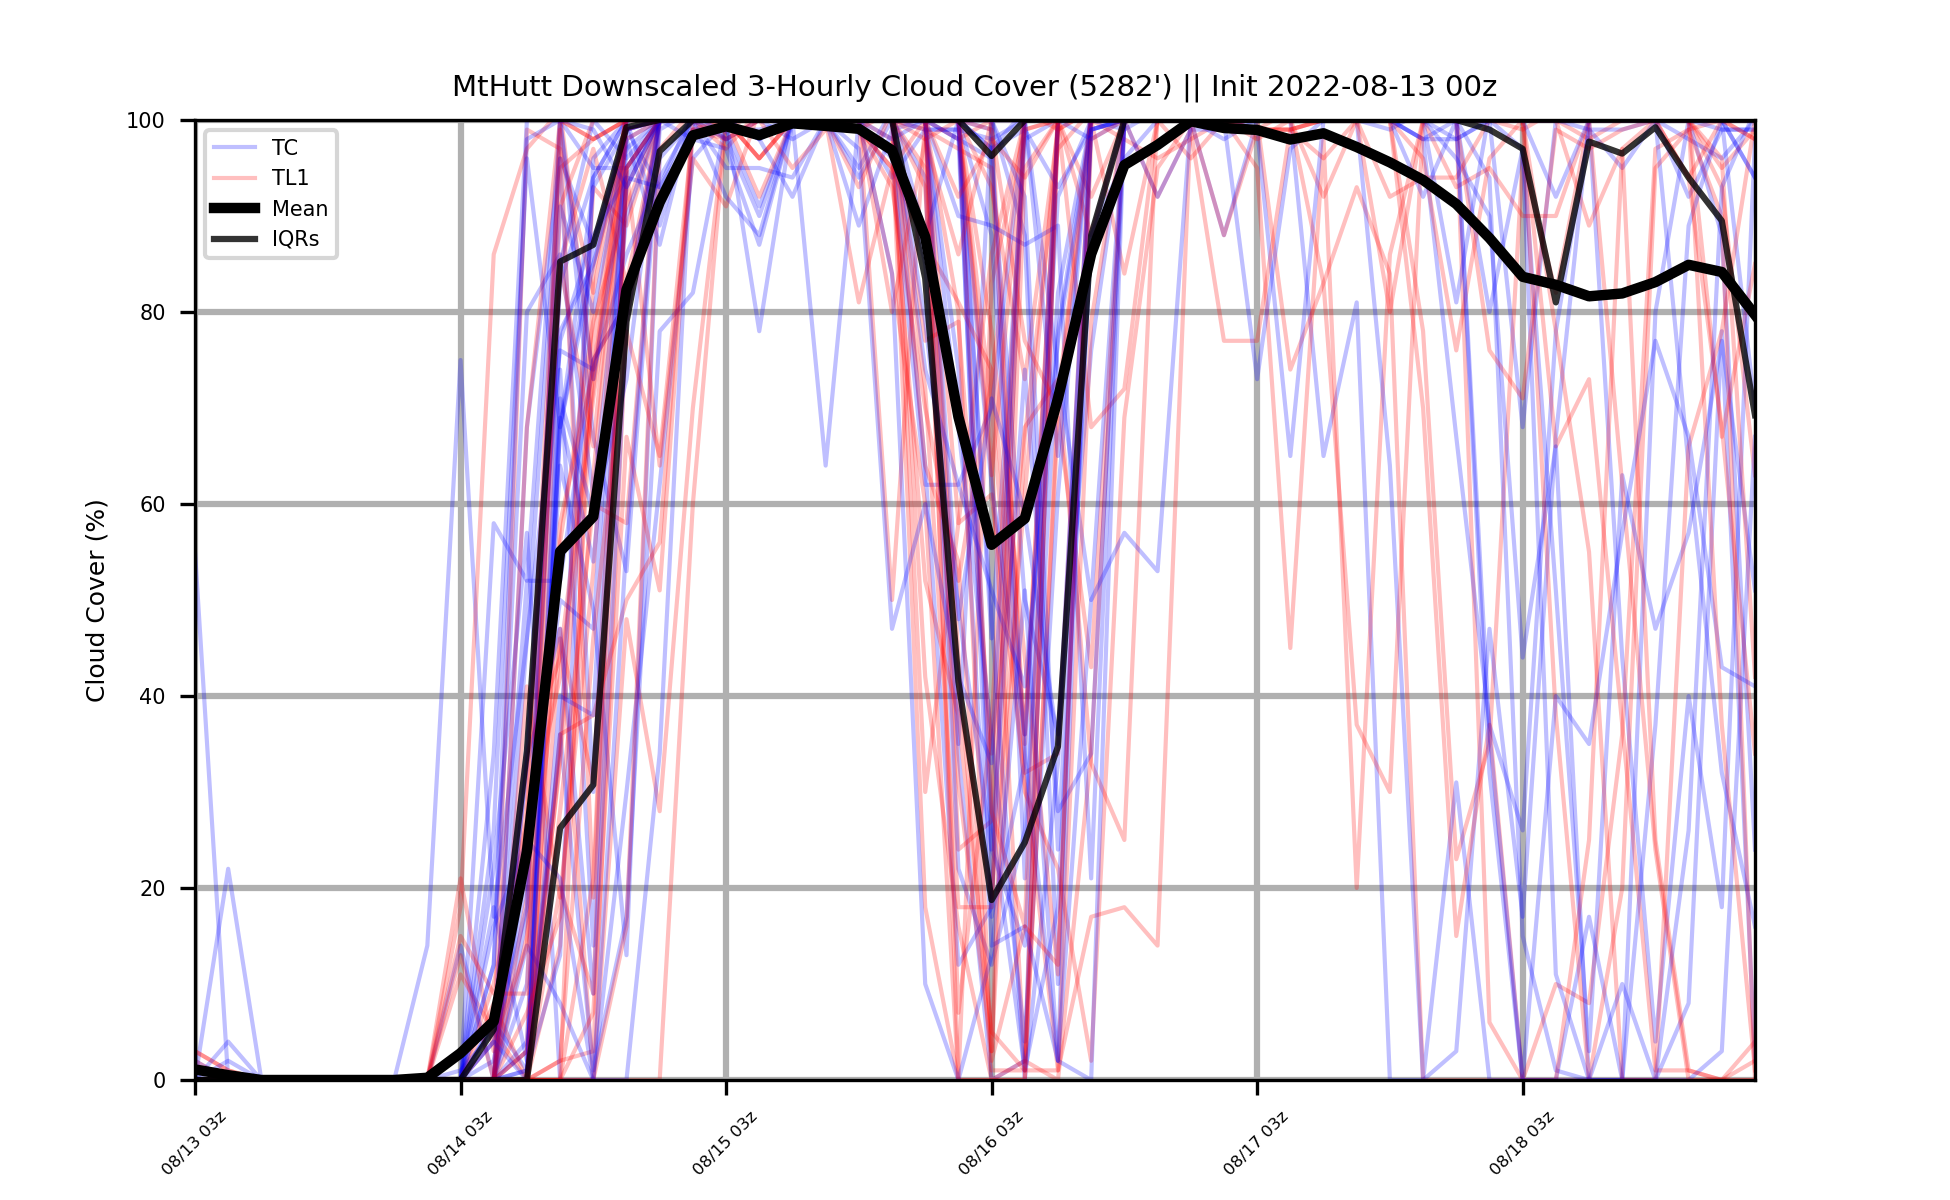 MtHutt Downscaled 3-Hourly Cloud Cover (5282') || Init 2022-08-13 00z
TC
TL1
Mean
IQRs
Cloud Cover (%)
100
80
60
40
20
0
08/13 03z
08/14 03z
08/15 03z
08/16 03z
08/17 03z
08/18 03z